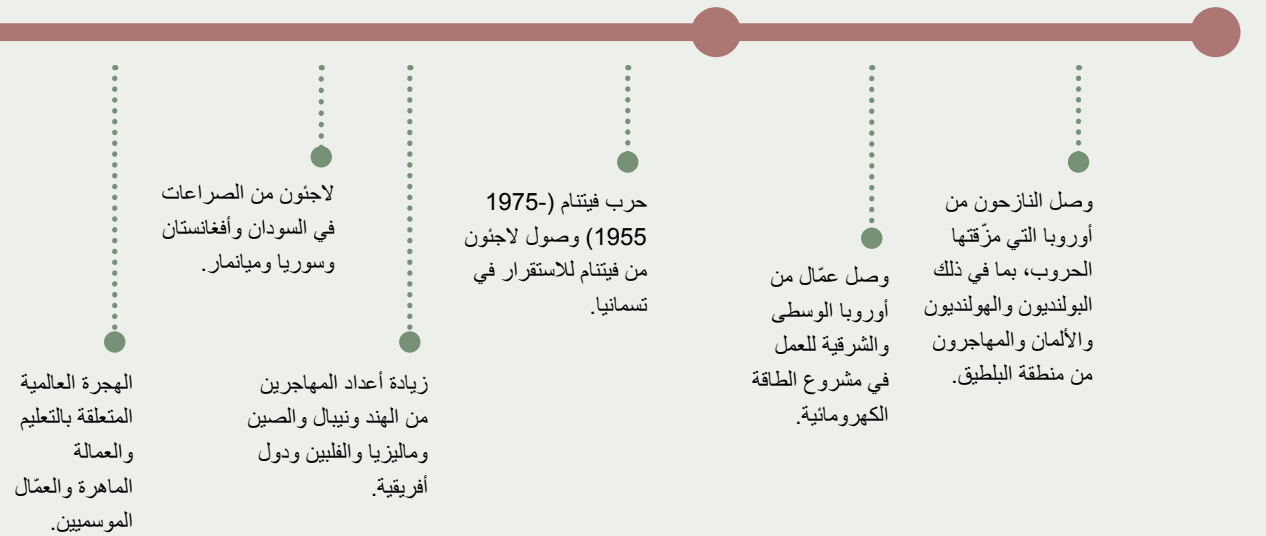 وصل النازحون من
أوروبا التي مزّقتها
الحروب، بما في ذلك
البولنديون والهولنديون
والألمان والمهاجرون
من منطقة البلطيق.
وصل عمّال من
أوروبا الوسطى
والشرقية للعمل
في مشروع الطاقة
الكهرومائية.
حرب فيتنام (-1975
1955) وصول لاجئون
من فيتنام للاستقرار في
تسمانيا.
زيادة أعداد المهاجرين
من الهند ونيبال والصين
وماليزيا والفلبين ودول
أفريقية.
لاجئون من الصراعات
في السودان وأفغانستان
وسوريا وميانمار.
الهجرة العالمية
المتعلقة بالتعليم
والعمالة
الماهرة والعمّال
الموسميين.